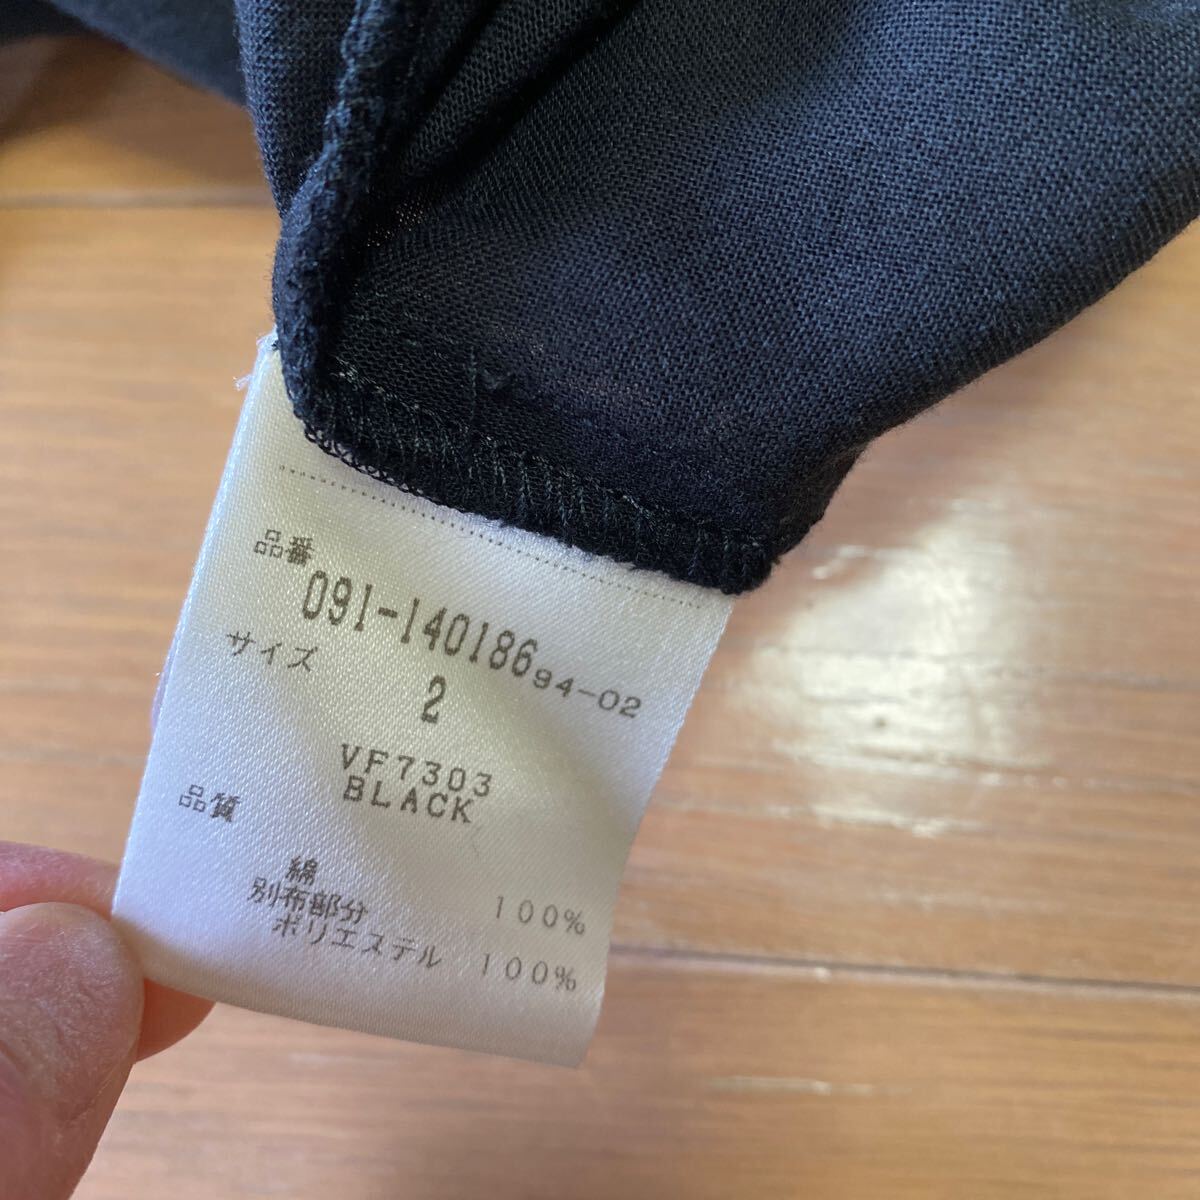 品番
091-140186 94-02
サイズ
2
VF7303
BLACK
品質
綿 100%
別布部分
ポリエステル 100%